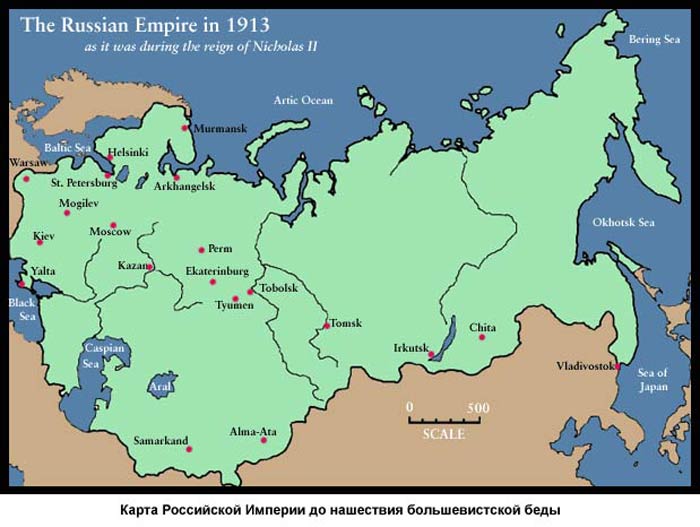 The Russian Empire in 1913
as it was during the reign of Nicholas II
Bering Sea
Artic Ocean
Murmansk
Baltic Sea
Helsinki
Warsaw
St. Petersburg
Arkhangelsk
Mogilev
Okhotsk Sea
Moscow
Kiev
Perm
Kazan
Ekaterinburg
Yalta
Tobolsk
Black
Sea
Tyumen
Tomsk
Chita
Caspian
Sea
Irkutsk
Vladivostok
Sea of
Japan
Aral
0 500
SCALE
Alma-Ata
Samarkand
Карта Российской Империи до нашествия большевистской беды